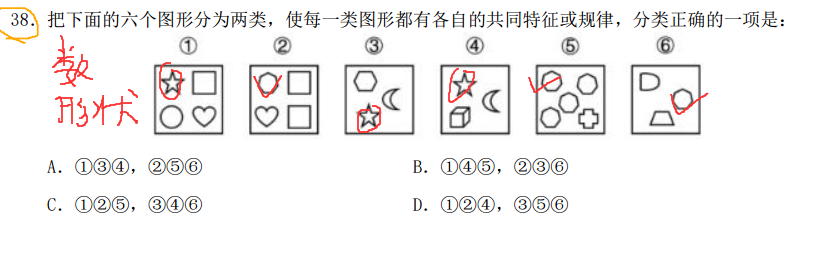 38. 把下面的六个图形分为两类，使每一类图形都有各自的共同特征或规律，分类正确的一项是：
① ② ③ ④ ⑤ ⑥
数
形状
A. ①③④，②⑤⑥ B. ①④⑤，②③⑥
C. ①②⑤，③④⑥ D. ①②④，③⑤⑥